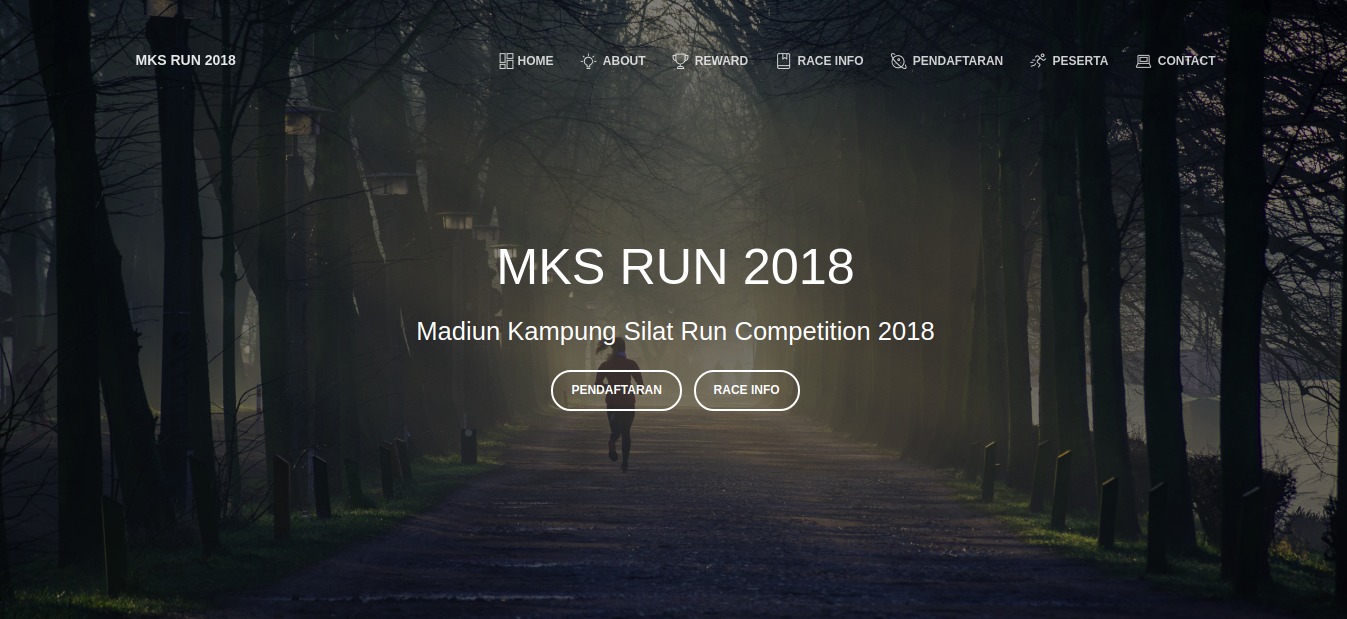 MKS RUN 2018
HOME ABOUT REWARD RACE INFO PENDAFTARAN PESERTA CONTACT
MKS RUN 2018
Madiun Kampung Silat Run Competition 2018
PENDAFTARAN RACE INFO